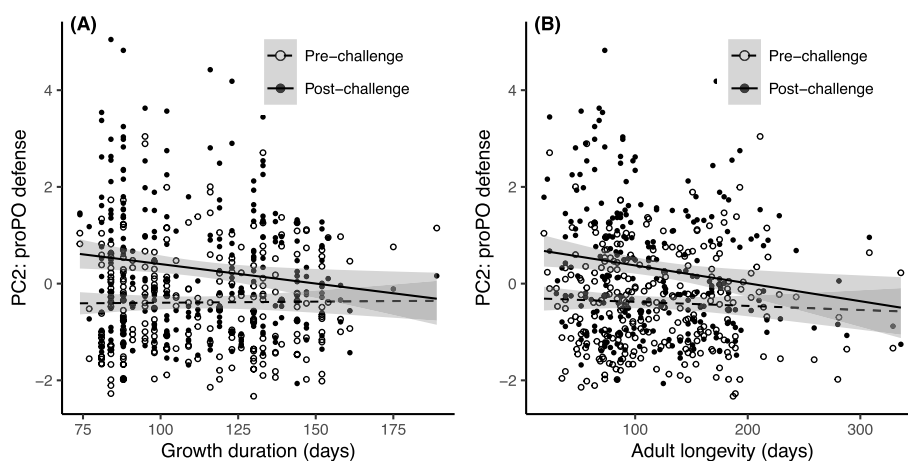 (A)
Pre−challenge
Post−challenge
PC2: proPO defense
4
2
0
−2
75
100
125
150
175
Growth duration (days)
(B)
Pre−challenge
Post−challenge
PC2: proPO defense
4
2
0
−2
100
200
300
Adult longevity (days)